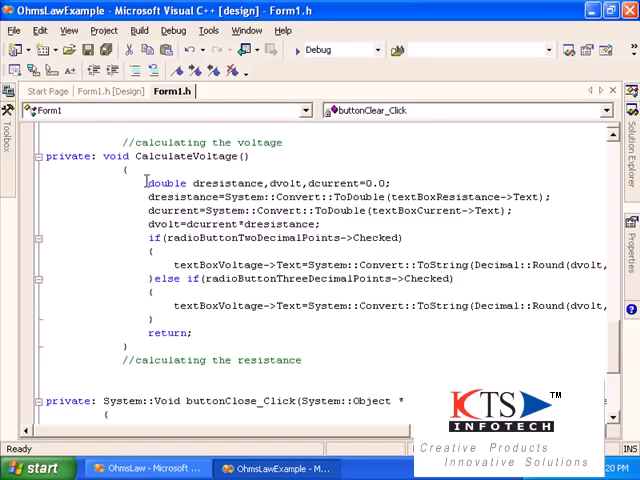 OhmsLawExample - Microsoft Visual C++ [design] - Form1.h
File Edit View Project Build Debug Tools Window Help
Debug
Start Page Form1.h [Design] Form1.h
Form1 buttonClear_Click
Toolbox
Solution Explorer
//calculating the voltage
private: void CalculateVoltage()
{
double dresistance,dvolt,dcurrent=0.0;
dresistance=System::Convert::ToDouble(textBoxResistance->Text);
dcurrent=System::Convert::ToDouble(textBoxCurrent->Text);
dvolt=dcurrent*dresistance;
if(radioButtonTwoDecimalPoints->Checked)
{
textBoxVoltage->Text=System::Convert::ToString(Decimal::Round(dvolt,
}else if(radioButtonThreeDecimalPoints->Checked)
{
textBoxVoltage->Text=System::Convert::ToString(Decimal::Round(dvolt,
}
return;
}
//calculating the resistance
private: System::Void buttonClose_Click(System::Object *
{
KTS TM
INFOTECH
Creative Products
Innovative Solutions
Ready
start OhmsLaw - Microsoft ... OhmsLawExample - M... :20 PM